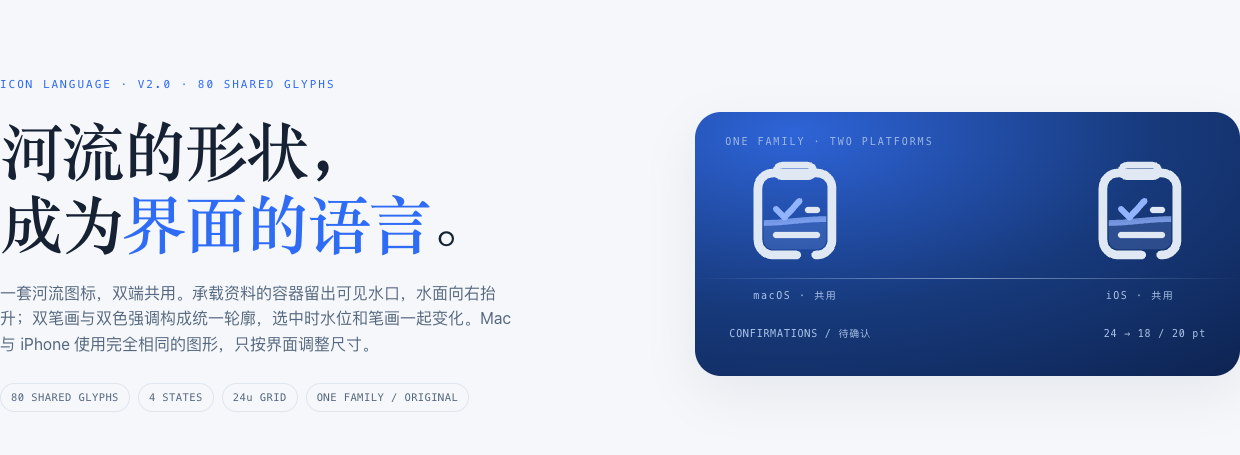 ICON LANGUAGE · V2.0 · 80 SHARED GLYPHS
河流的形状，
成为界面的语言。
一套河流图标，双端共用。承载资料的容器留出可见水口，水面向右抬
升；双笔画与双色强调构成统一轮廓，选中时水位和笔画一起变化。Mac
与 iPhone 使用完全相同的图形，只按界面调整尺寸。
80 SHARED GLYPHS
4 STATES
24u GRID
ONE FAMILY / ORIGINAL
ONE FAMILY · TWO PLATFORMS
macOS · 共用
iOS · 共用
CONFIRMATIONS / 待确认
24 → 18 / 20 pt